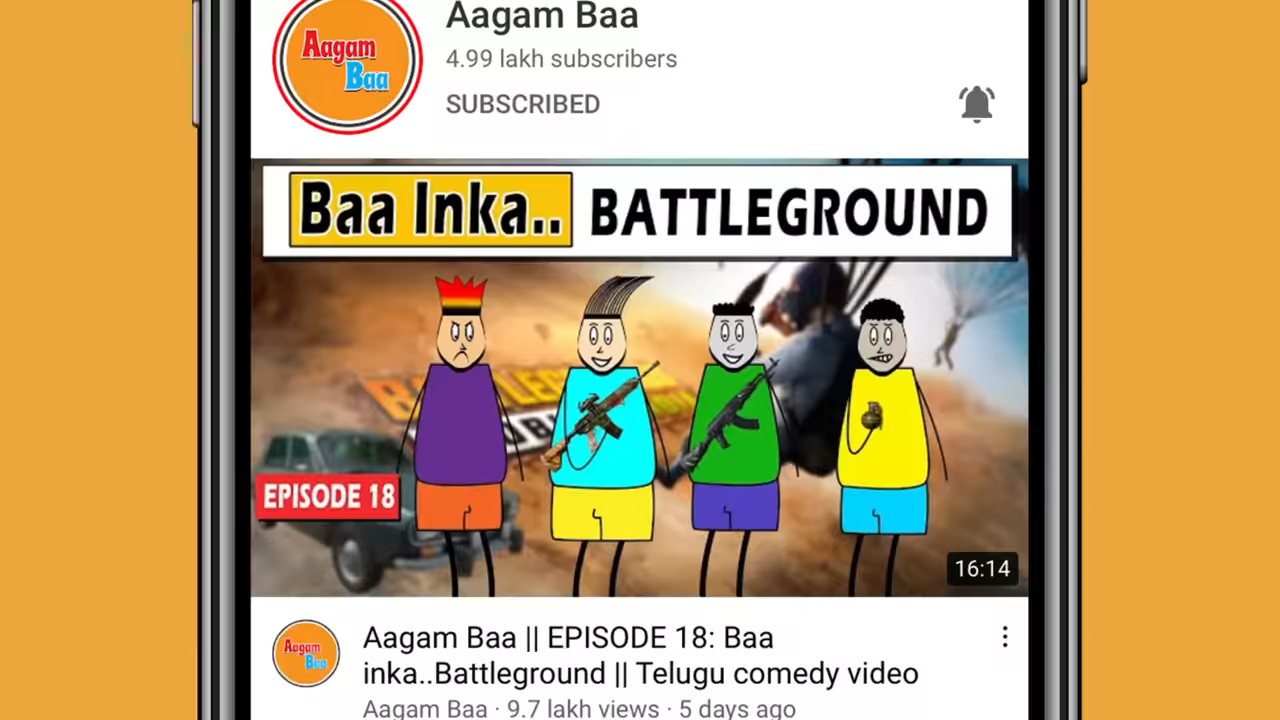 Aagam
Baa
Aagam Baa
4.99 lakh subscribers
SUBSCRIBED
Baa Inka.. BATTLEGROUND
EPISODE 18
16:14
Aagam
Baa
Aagam Baa || EPISODE 18: Baa
inka..Battleground || Telugu comedy video
Aagam Baa · 9.7 lakh views · 5 days ago